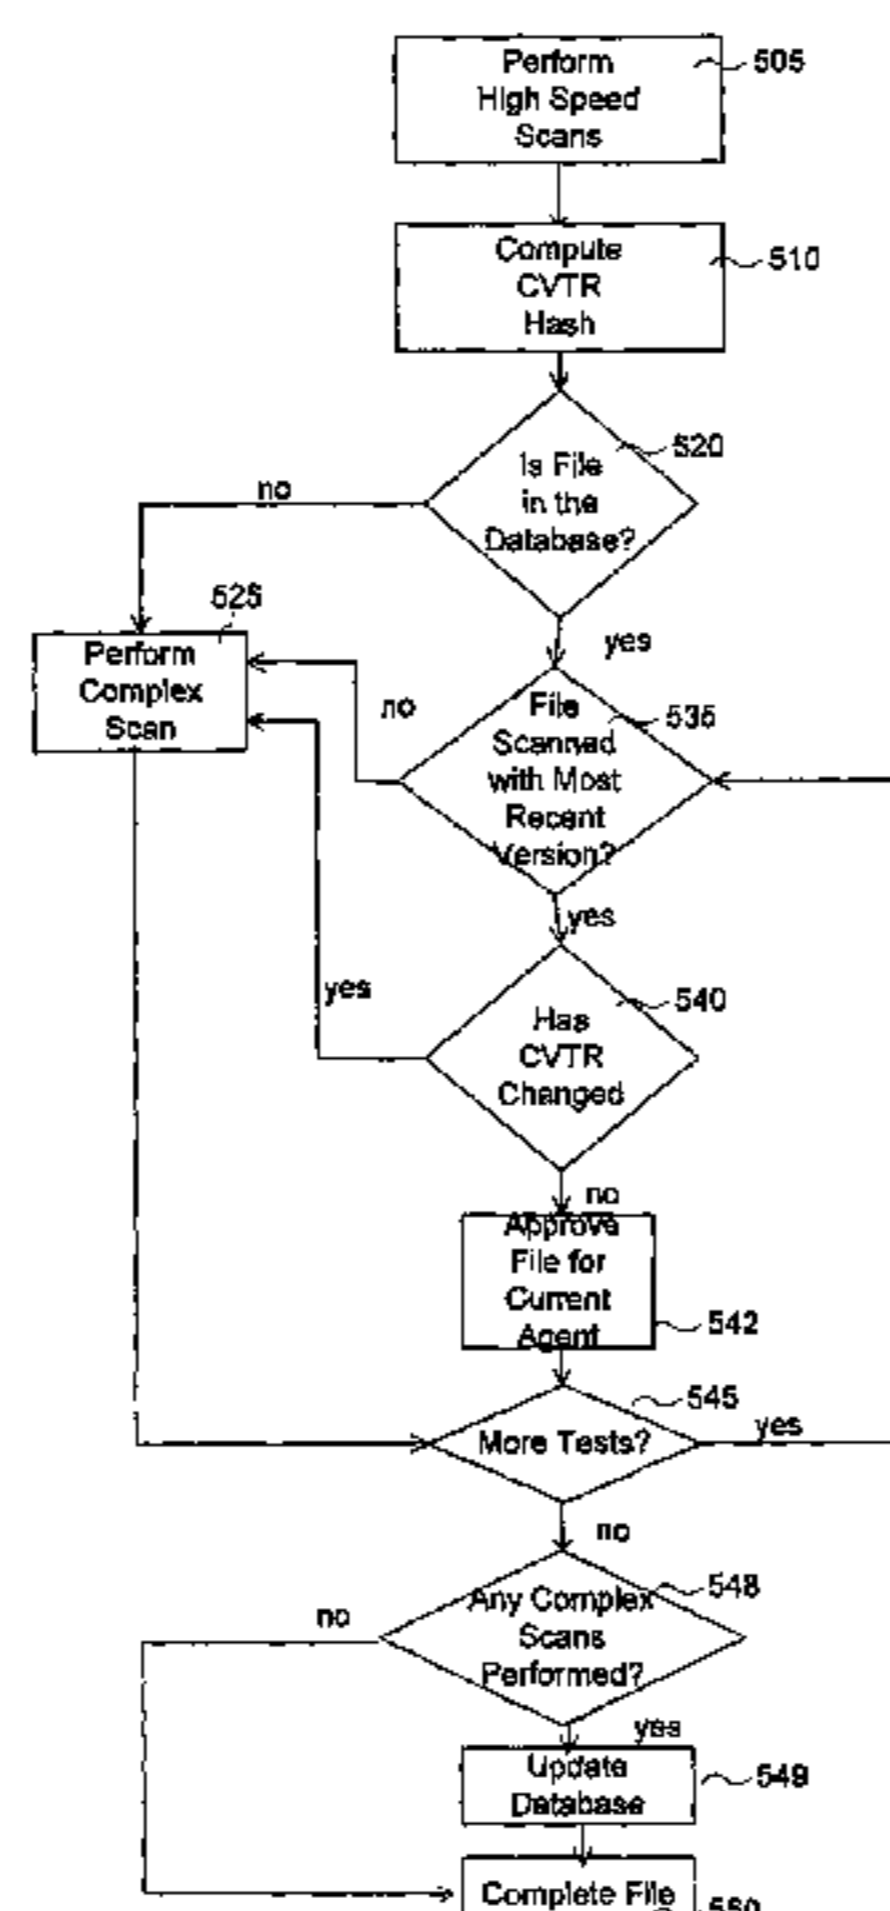 Perform
High Speed
Scans
505
Compute
CVTR
Hash
510
Is File
in the
Database?
520
no
yes
525
Perform
Complex
Scan
File
Scanned
with Most
Recent
Version?
535
no
yes
Has
CVTR
Changed
540
yes
no
Approve
File for
Current
Agent
542
545
More Tests?
yes
no
Any Complex
Scans
Performed?
548
no
yes
Update
Database
549
Complete File